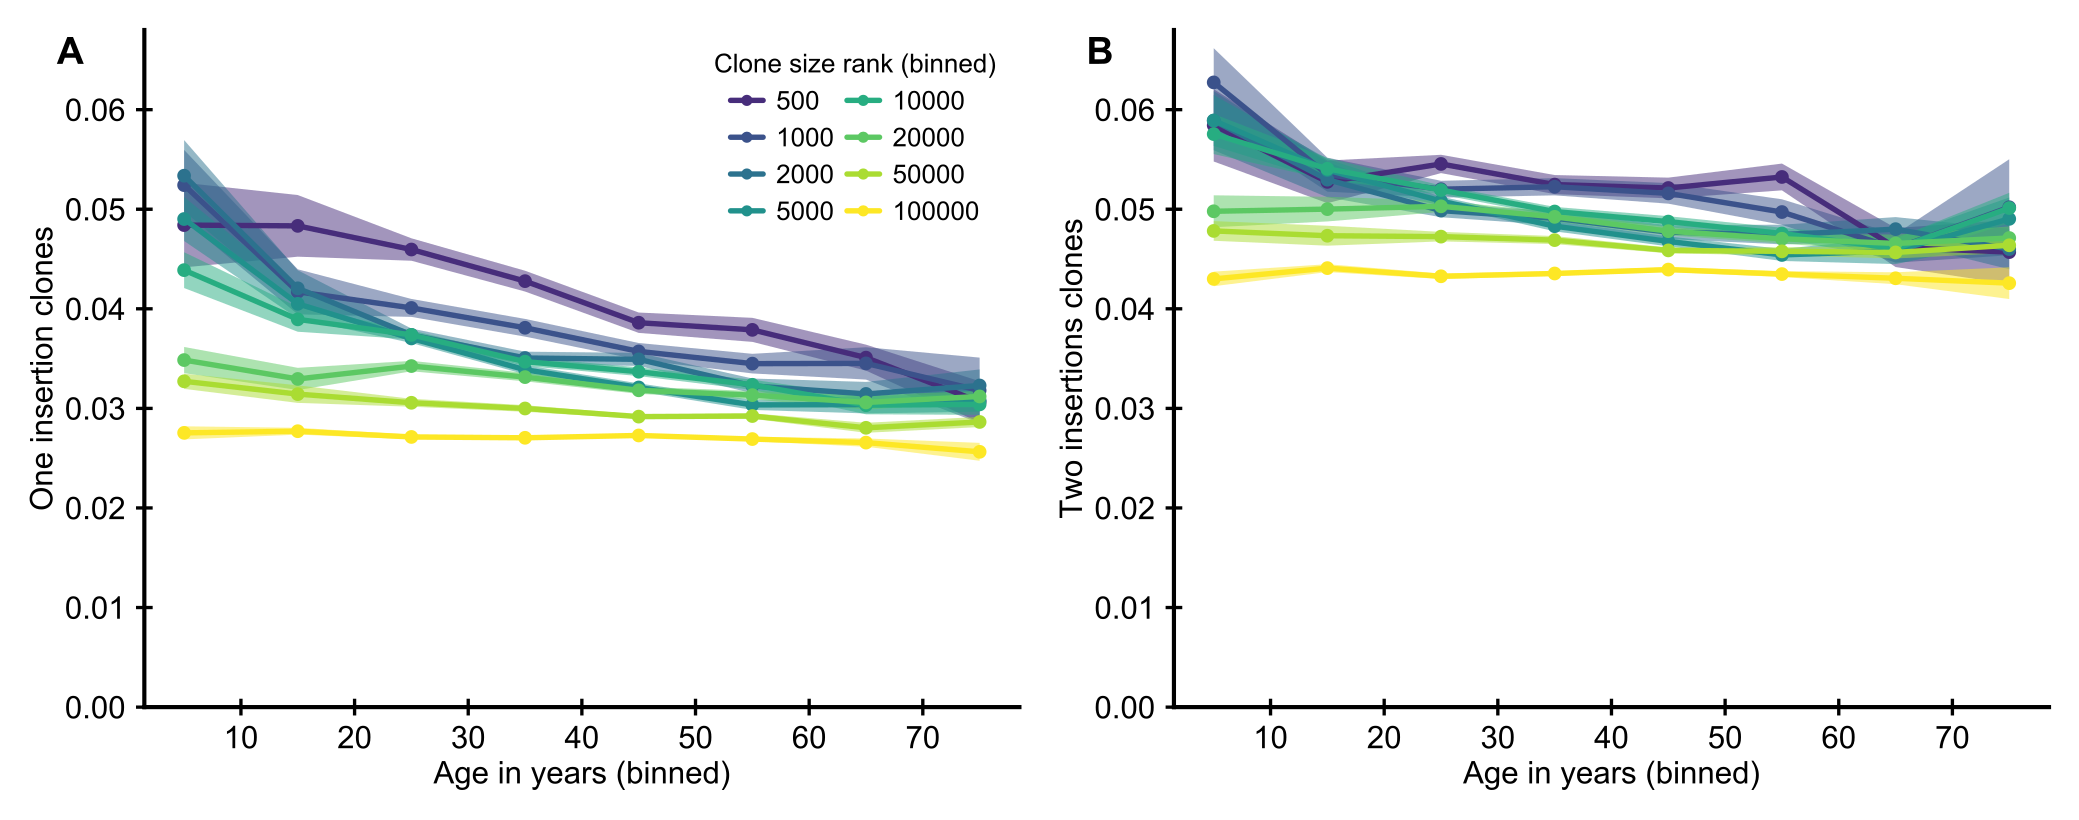 A
One insertion clones
0.06
0.05
0.04
0.03
0.02
0.01
0.00
10 20 30 40 50 60 70
Age in years (binned)
Clone size rank (binned)
500 10000
1000 20000
2000 50000
5000 100000
B
Two insertions clones
0.06
0.05
0.04
0.03
0.02
0.01
0.00
10 20 30 40 50 60 70
Age in years (binned)